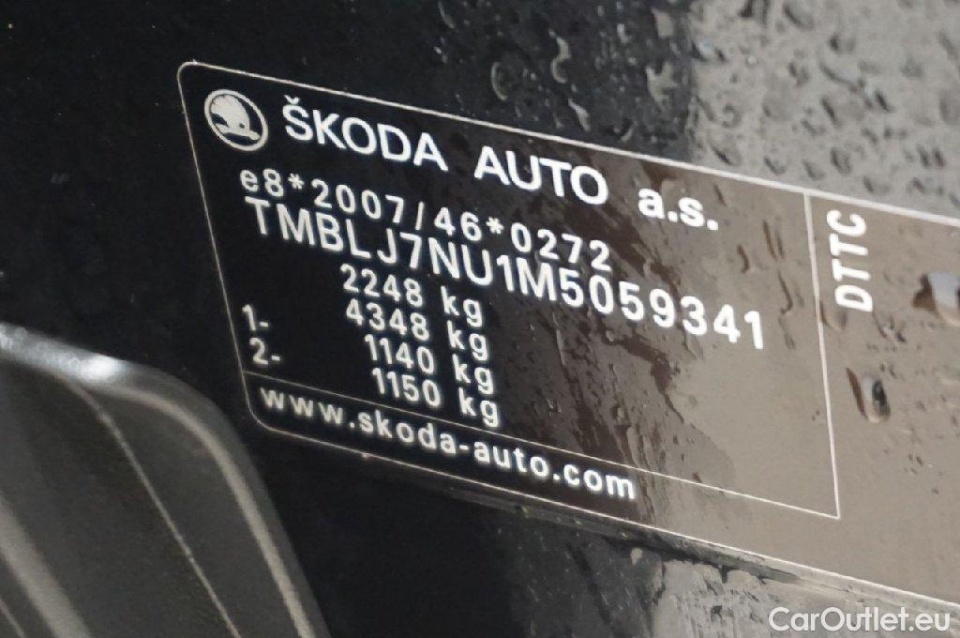 ŠKODA AUTO a.s.
e8*2007/46*0272
TMBLJ7NU1M5059341
2248 kg
4348 kg
1- 1140 kg
2- 1150 kg
www.skoda-auto.com
DTTC
CarOutlet.eu